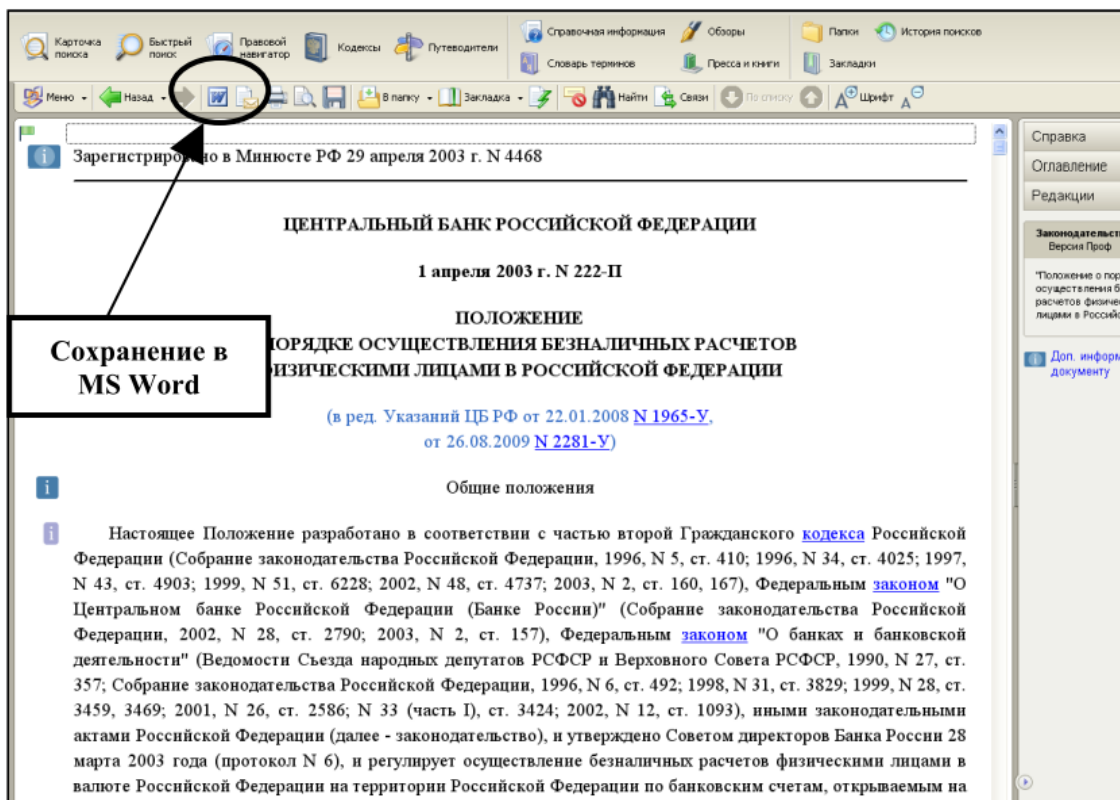 Карточка поиска
Быстрый поиск
Правовой навигатор
Кодексы
Путеводители
Справочная информация
Обзоры
Папки
История поисков
Словарь терминов
Пресса и книги
Закладки
Меню
Назад
W
В папку
Закладка
Найти
Связи
По списку
A Шрифт A
Справка
Зарегистрировано в Минюсте РФ 29 апреля 2003 г. N 4468
Оглавление
Редакции
ЦЕНТРАЛЬНЫЙ БАНК РОССИЙСКОЙ ФЕДЕРАЦИИ
1 апреля 2003 г. N 222-П
ПОЛОЖЕНИЕ
ПОРЯДКЕ ОСУЩЕСТВЛЕНИЯ БЕЗНАЛИЧНЫХ РАСЧЕТОВ
ИЗИЧЕСКИМИ ЛИЦАМИ В РОССИЙСКОЙ ФЕДЕРАЦИИ
Сохранение в
MS Word
(в ред. Указаний ЦБ РФ от 22.01.2008 N 1965-У,
от 26.08.2009 N 2281-У)
Общие положения
Настоящее Положение разработано в соответствии с частью второй Гражданского кодекса Российской
Федерации (Собрание законодательства Российской Федерации, 1996, N 5, ст. 410; 1996, N 34, ст. 4025; 1997,
N 43, ст. 4903; 1999, N 51, ст. 6228; 2002, N 48, ст. 4737; 2003, N 2, ст. 160, 167), Федеральным законом "О
Центральном банке Российской Федерации (Банке России)" (Собрание законодательства Российской
Федерации, 2002, N 28, ст. 2790; 2003, N 2, ст. 157), Федеральным законом "О банках и банковской
деятельности" (Ведомости Съезда народных депутатов РСФСР и Верховного Совета РСФСР, 1990, N 27, ст.
357; Собрание законодательства Российской Федерации, 1996, N 6, ст. 492; 1998, N 31, ст. 3829; 1999, N 28, ст.
3459, 3469; 2001, N 26, ст. 2586; N 33 (часть I), ст. 3424; 2002, N 12, ст. 1093), иными законодательными
актами Российской Федерации (далее - законодательство), и утверждено Советом директоров Банка России 28
марта 2003 года (протокол N 6), и регулирует осуществление безналичных расчетов физическими лицами в
валюте Российской Федерации на территории Российской Федерации по банковским счетам, открываемым на
Законодательст
Версия Проф
"Положение о пор
осуществления б
расчетов физичес
лицами в Российс
Доп. информ
документу